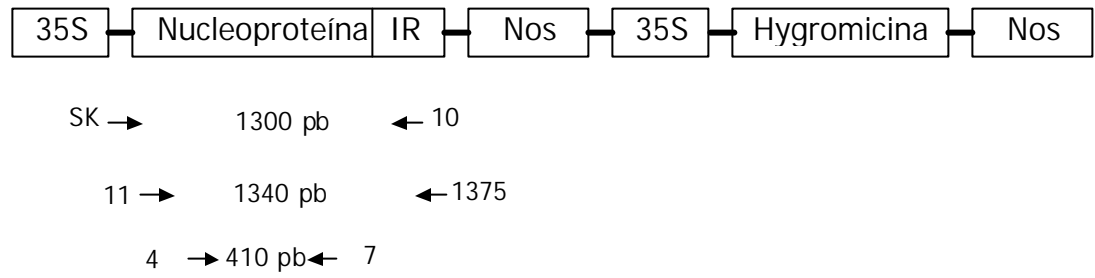 35S Nucleoproteína IR Nos 35S Hygromicina Nos
SK 1300 pb 10
11 1340 pb 1375
4 410 pb 7